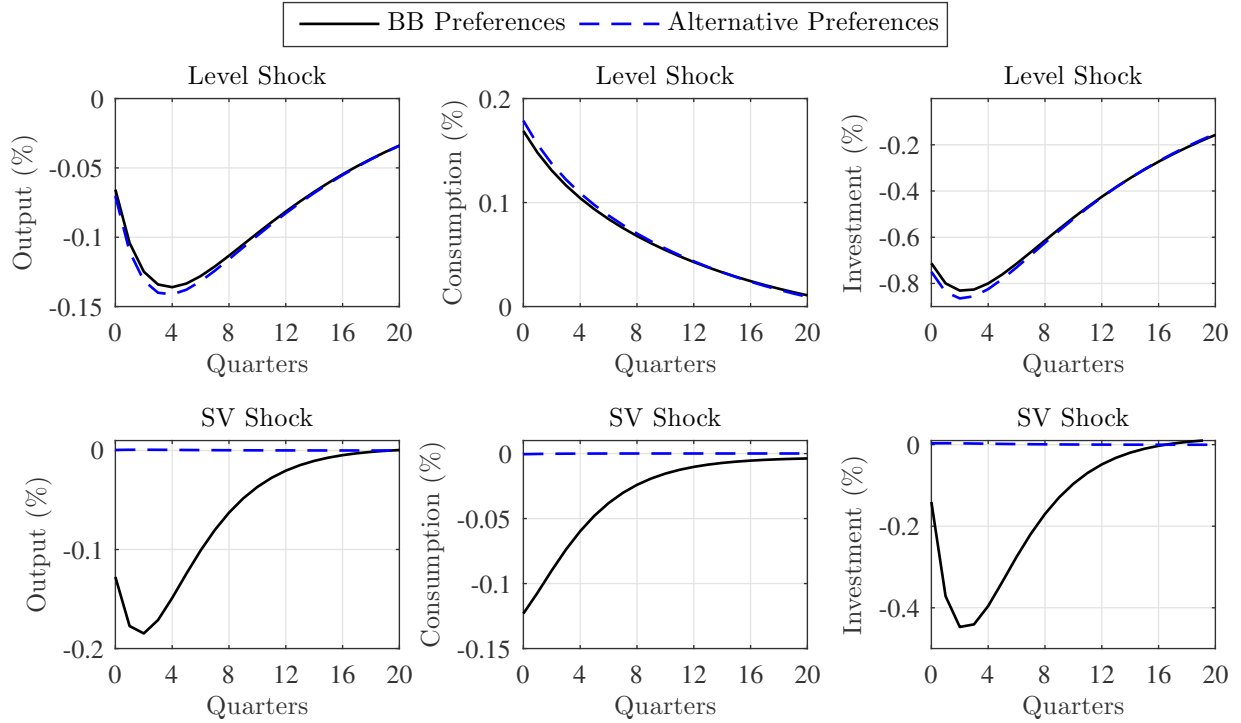 BB Preferences Alternative Preferences
Level Shock Level Shock Level Shock
0 0.2
-0.05 0.1 -0.2
-0.1 -0.4
-0.15 0 -0.6
-0.8
Output (%) Consumption (%) Investment (%)
0 4 8 12 16 20 0 4 8 12 16 20 0 4 8 12 16 20
Quarters Quarters Quarters
SV Shock SV Shock SV Shock
0 0 0
-0.1 -0.05 -0.2
-0.2 -0.1 -0.4
-0.15
Output (%) Consumption (%) Investment (%)
0 4 8 12 16 20 0 4 8 12 16 20 0 4 8 12 16 20
Quarters Quarters Quarters